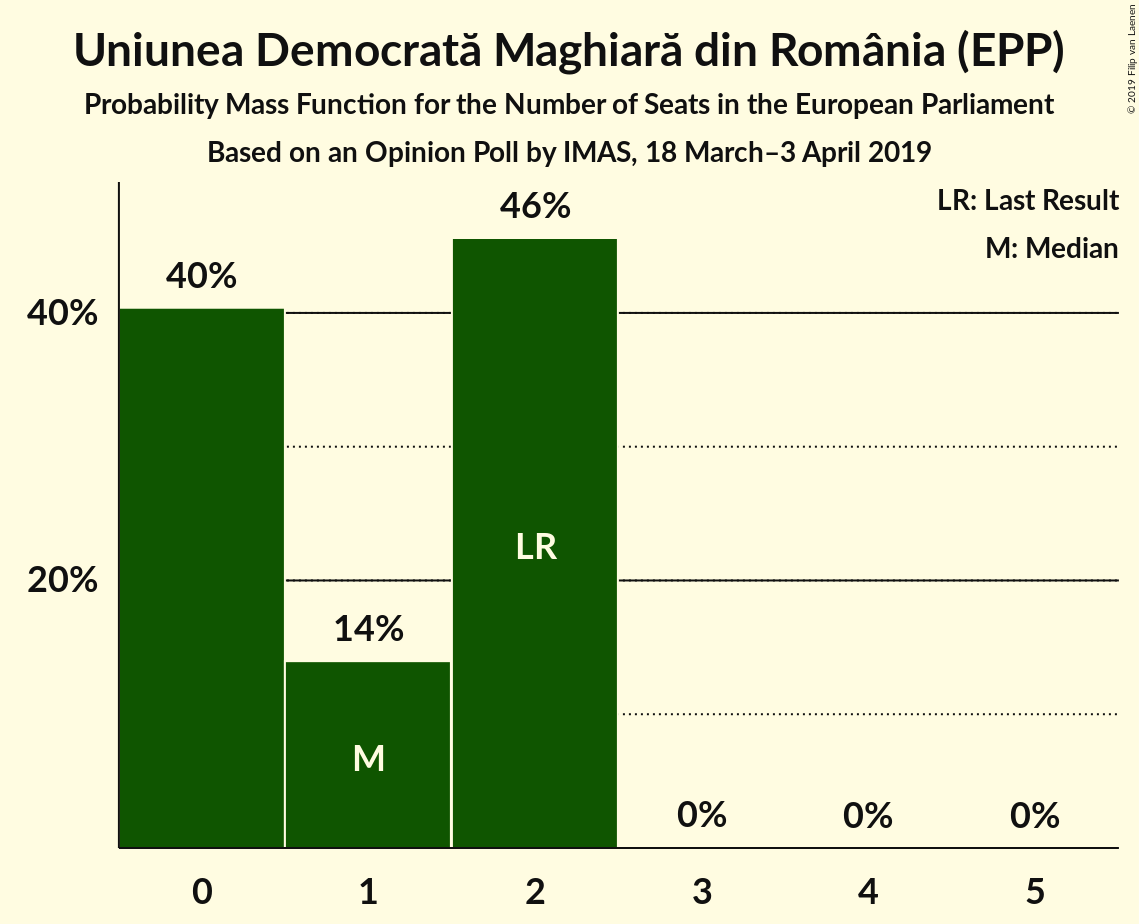 Uniunea Democrată Maghiară din România (EPP)
Probability Mass Function for the Number of Seats in the European Parliament
Based on an Opinion Poll by IMAS, 18 March–3 April 2019
© 2019 Filip van Laenen
LR: Last Result
M: Median
46%
40%
40%
LR
20%
14%
M
0% 0% 0%
0 1 2 3 4 5